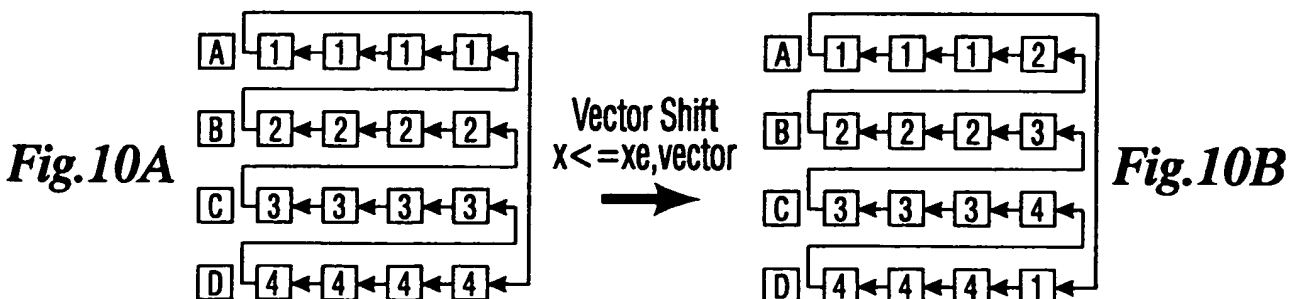 A 1 1 1 1
B 2 2 2 2
C 3 3 3 3
D 4 4 4 4
Fig.10A
Vector Shift
x<=xe,vector
A 1 1 1 2
B 2 2 2 3
C 3 3 3 4
D 4 4 4 1
Fig.10B